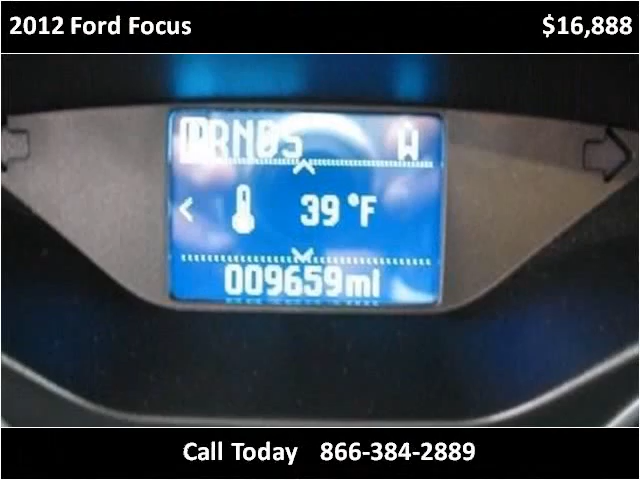 2012 Ford Focus $16,888
PRNDS W
39 °F
009659mi
Call Today 866-384-2889